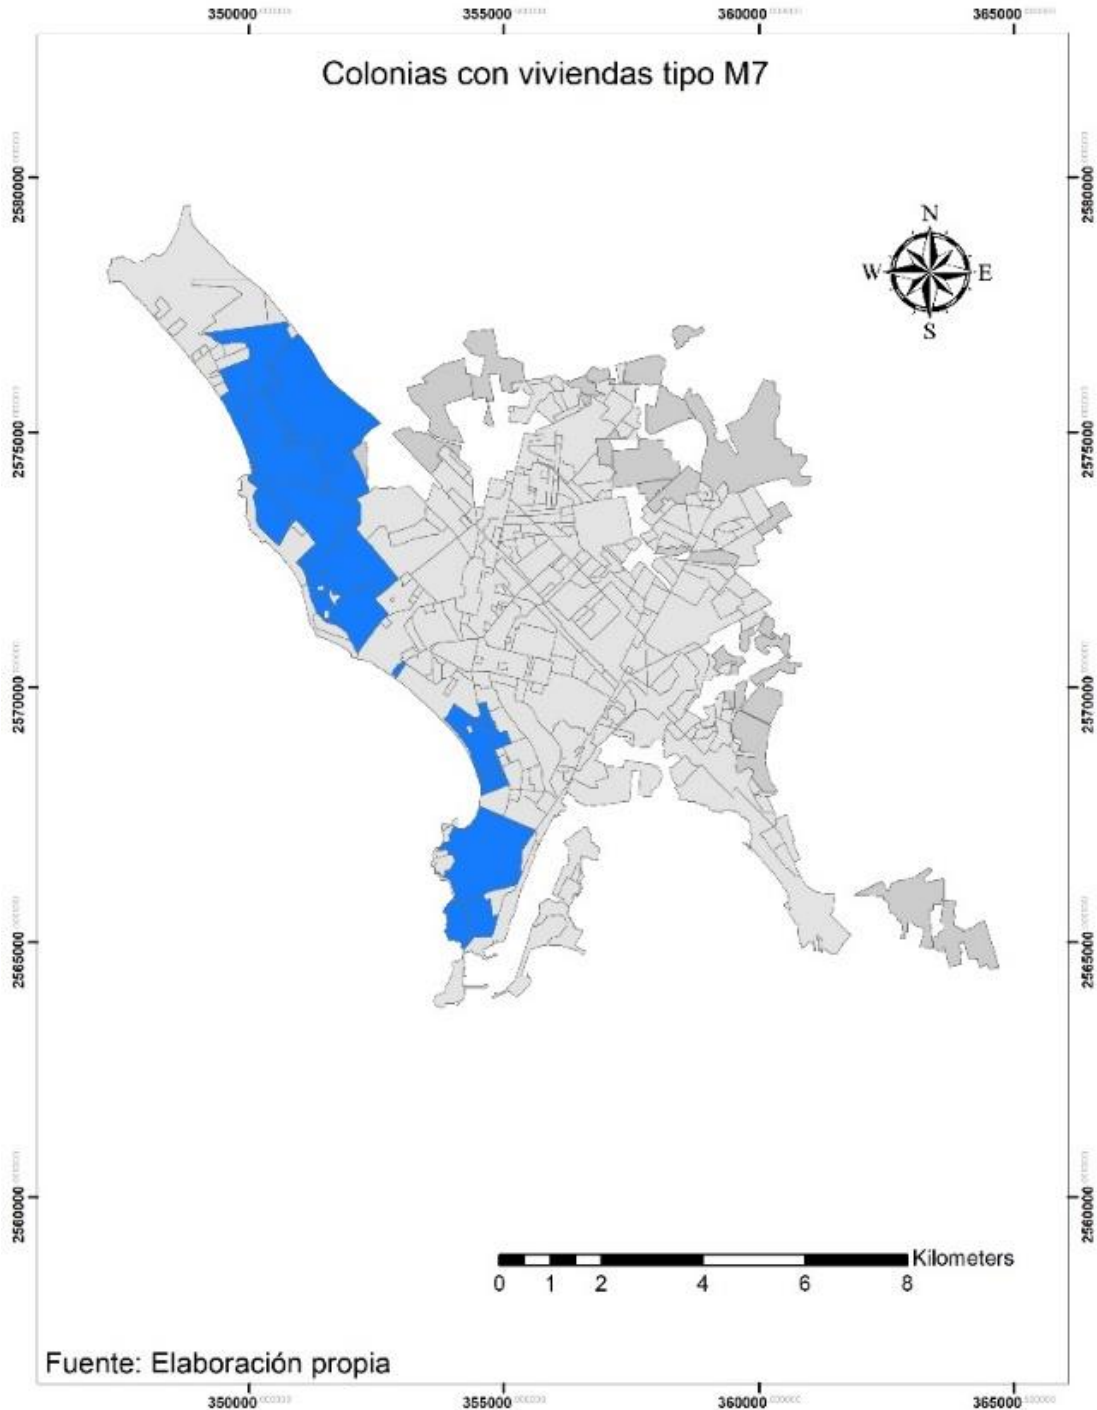 350000 355000 360000 365000
Colonias con viviendas tipo M7
2580000 2580000
N
W E
S
2575000 2575000
2570000 2570000
2565000 2565000
2560000 2560000
Kilometers
0 1 2 4 6 8
Fuente: Elaboración propia
350000 355000 360000 365000